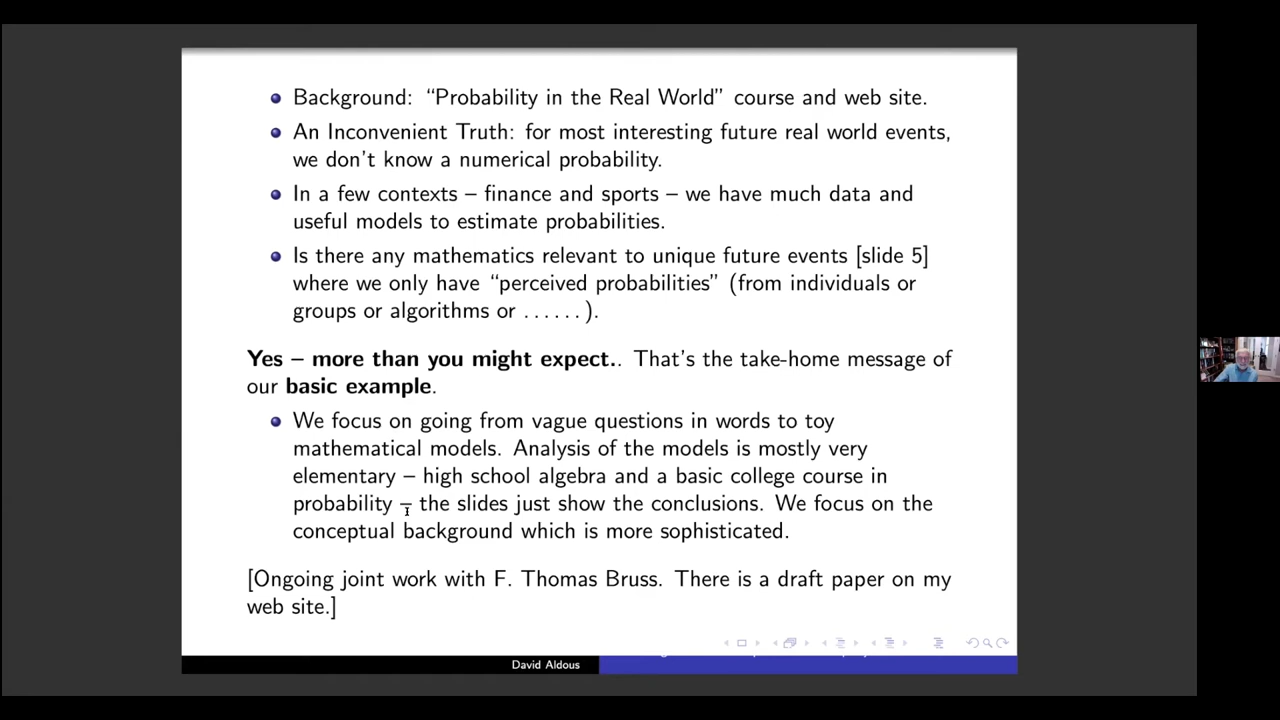 Background: “Probability in the Real World” course and web site.
An Inconvenient Truth: for most interesting future real world events,
we don’t know a numerical probability.
In a few contexts – finance and sports – we have much data and
useful models to estimate probabilities.
Is there any mathematics relevant to unique future events [slide 5]
where we only have “perceived probabilities” (from individuals or
groups or algorithms or ......).
Yes – more than you might expect.. That’s the take-home message of
our basic example.
We focus on going from vague questions in words to toy
mathematical models. Analysis of the models is mostly very
elementary – high school algebra and a basic college course in
probability – the slides just show the conclusions. We focus on the
conceptual background which is more sophisticated.
[Ongoing joint work with F. Thomas Bruss. There is a draft paper on my
web site.]
David Aldous